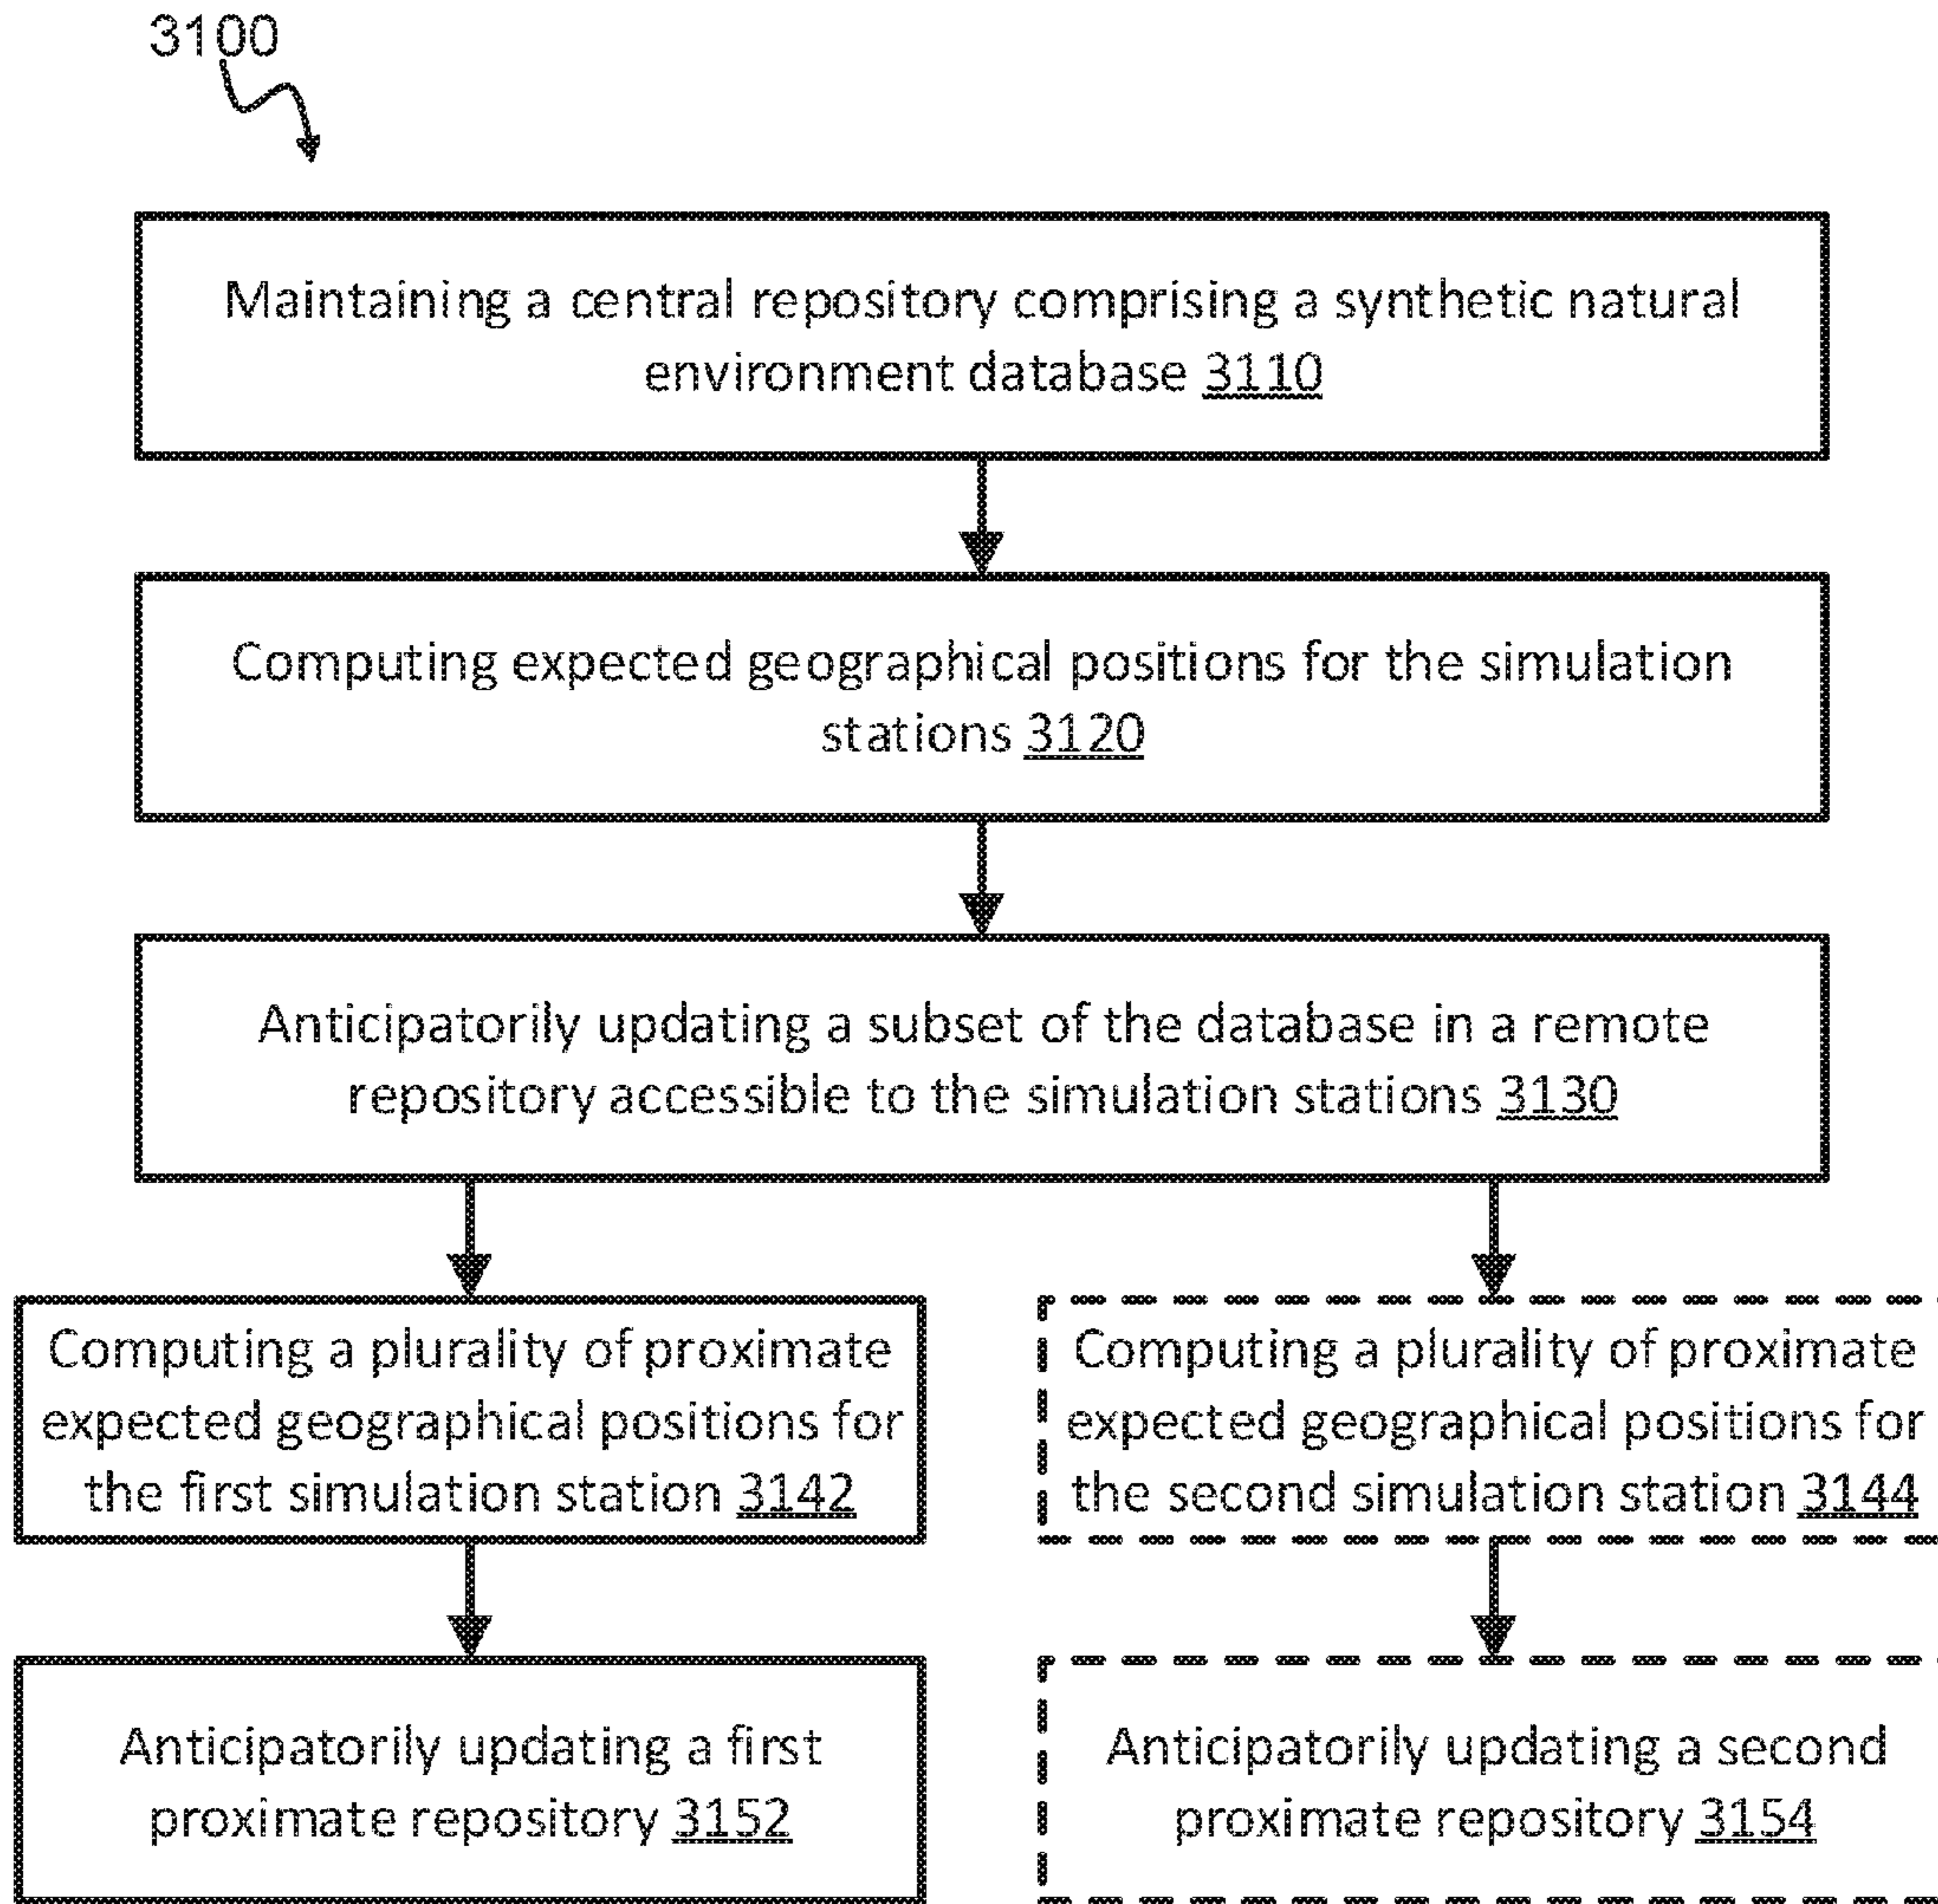 3100
Maintaining a central repository comprising a synthetic natural
environment database 3110
Computing expected geographical positions for the simulation
stations 3120
Anticipatorily updating a subset of the database in a remote
repository accessible to the simulation stations 3130
Computing a plurality of proximate
expected geographical positions for
the first simulation station 3142
Computing a plurality of proximate
expected geographical positions for
the second simulation station 3144
Anticipatorily updating a first
proximate repository 3152
Anticipatorily updating a second
proximate repository 3154